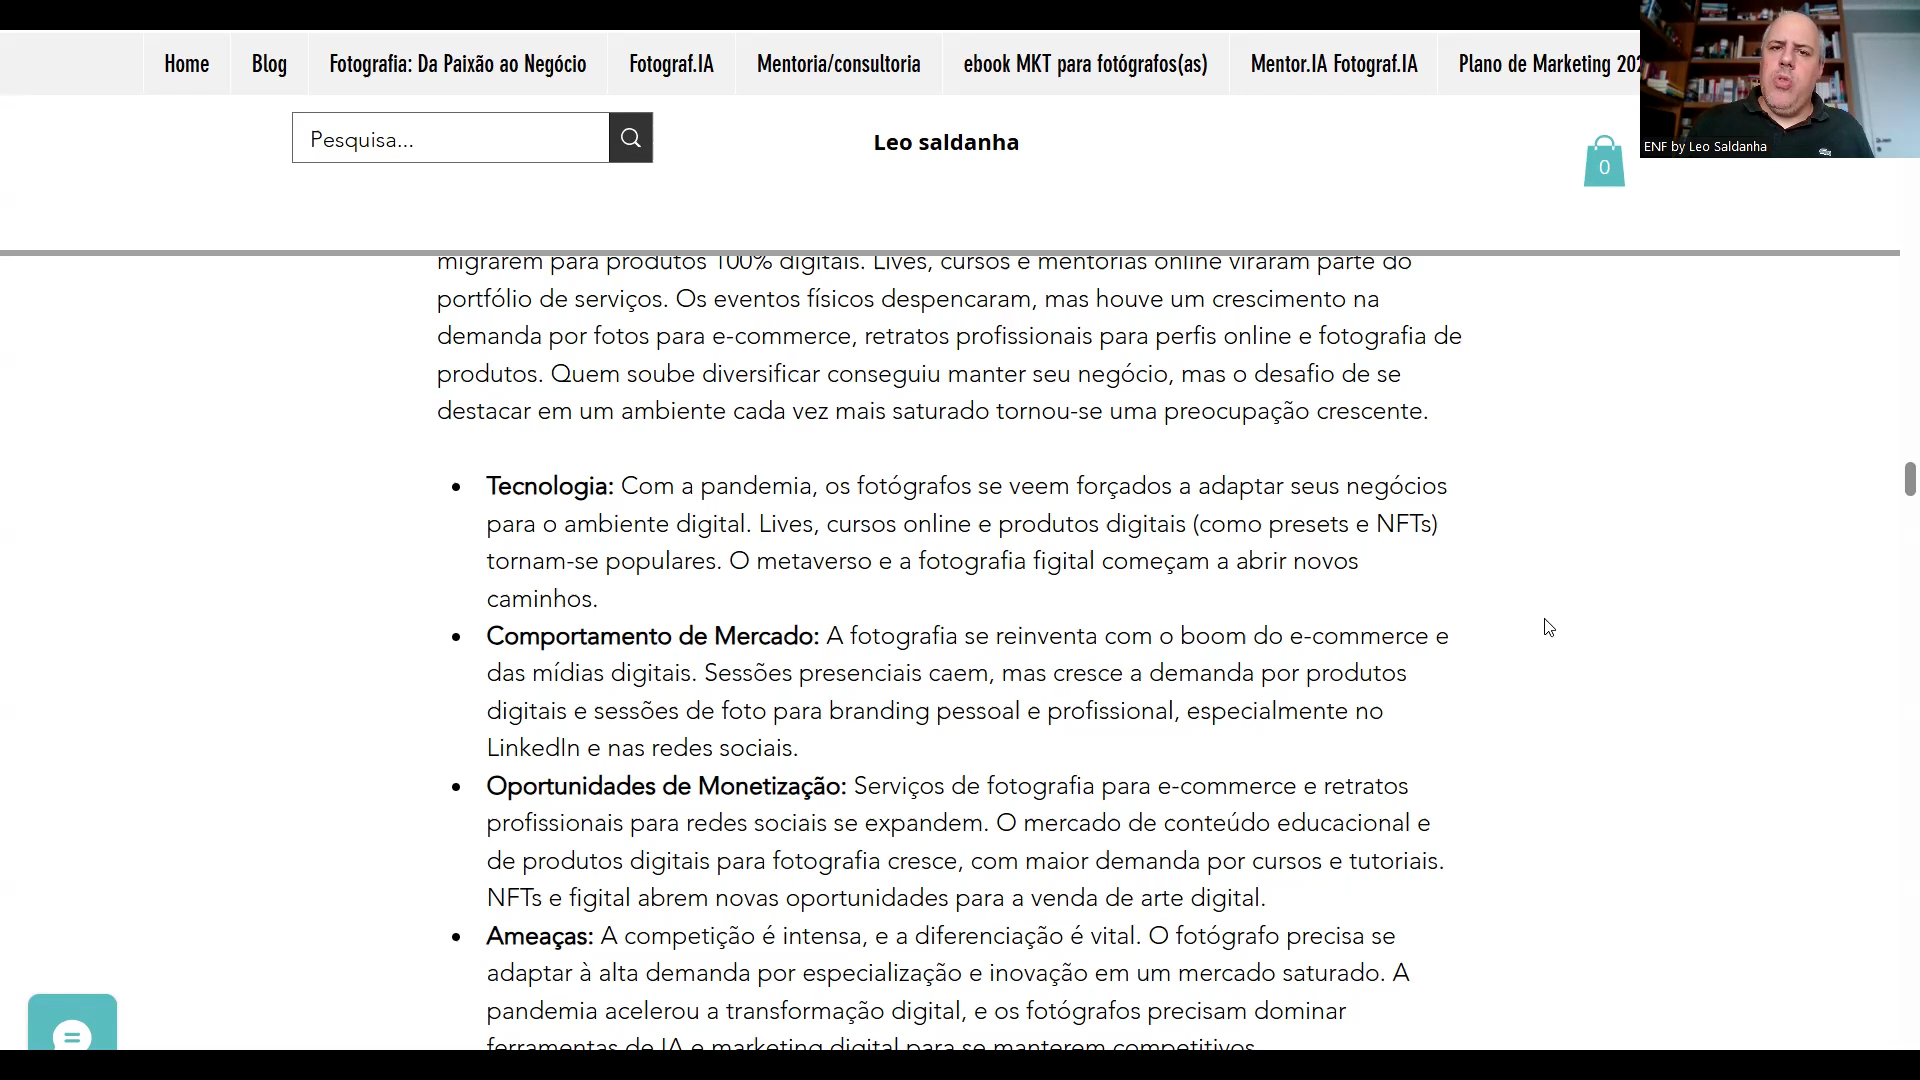 Home Blog Fotografia: Da Paixão ao Negócio Fotograf.IA Mentoria/consultoria ebook MKT para fotógrafos(as) Mentor.IA Fotograf.IA Plano de Marketing 202
ENF by Leo Saldanha
Pesquisa...
Leo saldanha
0
migrarem para produtos 100% digitais. Lives, cursos e mentorias online viraram parte do
portfólio de serviços. Os eventos físicos despencaram, mas houve um crescimento na
demanda por fotos para e-commerce, retratos profissionais para perfis online e fotografia de
produtos. Quem soube diversificar conseguiu manter seu negócio, mas o desafio de se
destacar em um ambiente cada vez mais saturado tornou-se uma preocupação crescente.
• Tecnologia: Com a pandemia, os fotógrafos se veem forçados a adaptar seus negócios
para o ambiente digital. Lives, cursos online e produtos digitais (como presets e NFTs)
tornam-se populares. O metaverso e a fotografia figital começam a abrir novos
caminhos.
• Comportamento de Mercado: A fotografia se reinventa com o boom do e-commerce e
das mídias digitais. Sessões presenciais caem, mas cresce a demanda por produtos
digitais e sessões de foto para branding pessoal e profissional, especialmente no
LinkedIn e nas redes sociais.
• Oportunidades de Monetização: Serviços de fotografia para e-commerce e retratos
profissionais para redes sociais se expandem. O mercado de conteúdo educacional e
de produtos digitais para fotografia cresce, com maior demanda por cursos e tutoriais.
NFTs e figital abrem novas oportunidades para a venda de arte digital.
• Ameaças: A competição é intensa, e a diferenciação é vital. O fotógrafo precisa se
adaptar à alta demanda por especialização e inovação em um mercado saturado. A
pandemia acelerou a transformação digital, e os fotógrafos precisam dominar
ferramentas de IA e marketing digital para se manterem competitivos.